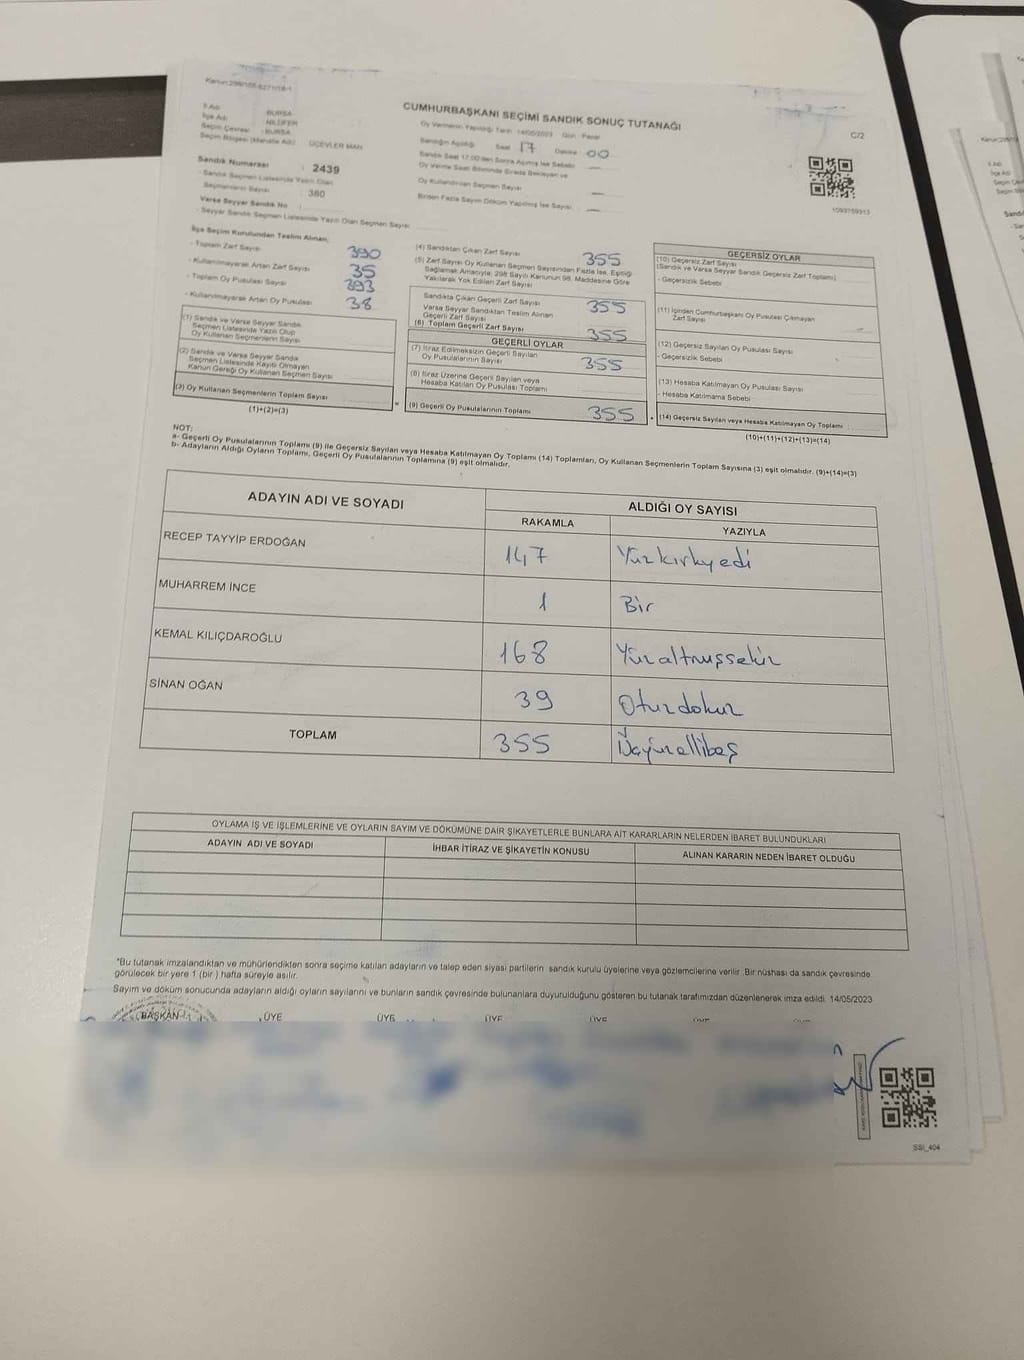 Kanun:298/105-6271/18-1
CUMHURBAŞKANI SEÇİMİ SANDIK SONUÇ TUTANAĞI
C/2
İl Adı : BURSA
İlçe Adı : NİLÜFER
Seçim Çevresi : BURSA
Seçim Bölgesi (Mahalle Adı) : ÜÇEVLER MAH
Sandık Numarası : 2439
- Sandık Seçmen Listesinde Yazılı Olan
Seçmenlerin Sayısı : 380
Varsa Seyyar Sandık No
- Seyyar Sandık Seçmen Listesinde Yazılı Olan Seçmen Sayısı :
Oy Vermenin Yapıldığı Tarih : 14/05/2023 Gün : Pazar
Sandığın Açıldığı Saat 17 Dakika 00
Sandık Saat 17.00'den Sonra Açılmış İse Sebebi
Oy Verme Saati Bitiminde Sırada Bekleyen ve
Oy Kullandırılan Seçmen Sayısı —
Birden Fazla Sayım Döküm Yapılmış İse Sayısı : —
1093759313
İlçe Seçim Kurulundan Teslim Alınan;
- Toplam Zarf Sayısı 390
- Kullanılmayarak Artan Zarf Sayısı 35
- Toplam Oy Pusulası Sayısı 393
- Kullanılmayarak Artan Oy Pusulası 38
(1) Sandık ve Varsa Seyyar Sandık
Seçmen Listesinde Yazılı Olup
Oy Kullanan Seçmenlerin Sayısı
(2) Sandık ve Varsa Seyyar Sandık
Seçmen Listesinde Kayıtlı Olmayan
Kanun Gereği Oy Kullanan Seçmen Sayısı
(3) Oy Kullanan Seçmenlerin Toplam Sayısı
(1)+(2)=(3)
(4) Sandıktan Çıkan Zarf Sayısı 355
(5) Zarf Sayısı Oy Kullanan Seçmen Sayısından Fazla İse, Eşitliği
Sağlamak Amacıyla; 298 Sayılı Kanunun 98. Maddesine Göre
Yakılarak Yok Edilen Zarf Sayısı
Sandıkta Çıkan Geçerli Zarf Sayısı 355
Varsa Seyyar Sandıktan Teslim Alınan
Geçerli Zarf Sayısı
(6) Toplam Geçerli Zarf Sayısı 355
GEÇERLİ OYLAR
(7) İtiraz Edilmeksizin Geçerli Sayılan
Oy Pusulalarının Sayısı 355
(8) İtiraz Üzerine Geçerli Sayılan veya
Hesaba Katılan Oy Pusulası Toplamı
(9) Geçerli Oy Pusulalarının Toplamı 355
GEÇERSİZ OYLAR
(10) Geçersiz Zarf Sayısı
(Sandık ve Varsa Seyyar Sandık Geçersiz Zarf Toplamı)
- Geçersizlik Sebebi
(11) İçinden Cumhurbaşkanı Oy Pusulası Çıkmayan
Zarf Sayısı
(12) Geçersiz Sayılan Oy Pusulası Sayısı
- Geçersizlik Sebebi
(13) Hesaba Katılmayan Oy Pusulası Sayısı
- Hesaba Katılmama Sebebi
(14) Geçersiz Sayılan veya Hesaba Katılmayan Oy Toplamı
(10)+(11)+(12)+(13)=(14)
NOT:
a- Geçerli Oy Pusulalarının Toplamı (9) ile Geçersiz Sayılan veya Hesaba Katılmayan Oy Toplamı (14) Toplamları, Oy Kullanan Seçmenlerin Toplam Sayısına (3) eşit olmalıdır. (9)+(14)=(3)
b- Adayların Aldığı Oyların Toplamı, Geçerli Oy Pusulalarının Toplamına (9) eşit olmalıdır.
ADAYIN ADI VE SOYADI ALDIĞI OY SAYISI
RAKAMLA YAZIYLA
RECEP TAYYİP ERDOĞAN 147 Yüzkırkyedi
MUHARREM İNCE 1 Bir
KEMAL KILIÇDAROĞLU 168 Yüzaltmışsekiz
SİNAN OĞAN 39 Otuzdokuz
TOPLAM 355 Üçyüzellibeş
OYLAMA İŞ VE İŞLEMLERİNE VE OYLARIN SAYIM VE DÖKÜMÜNE DAİR ŞİKAYETLERLE BUNLARA AİT KARARLARIN NELERDEN İBARET BULUNDUKLARI
ADAYIN ADI VE SOYADI İHBAR İTİRAZ VE ŞİKAYETİN KONUSU ALINAN KARARIN NEDEN İBARET OLDUĞU
*Bu tutanak imzalandıktan ve mühürlendikten sonra seçime katılan adayların ve talep eden siyasi partilerin sandık kurulu üyelerine veya gözlemcilerine verilir. Bir nüshası da sandık çevresinde
görülecek bir yere 1 (bir ) hafta süreyle asılır.
Sayım ve döküm sonucunda adayların aldığı oyların sayılarını ve bunların sandık çevresinde bulunanlara duyurulduğunu gösteren bu tutanak tarafımızdan düzenlenerek imza edildi. 14/05/2023
BAŞKAN ÜYE ÜYE ÜYE ÜYE ÜYE
SSI_404